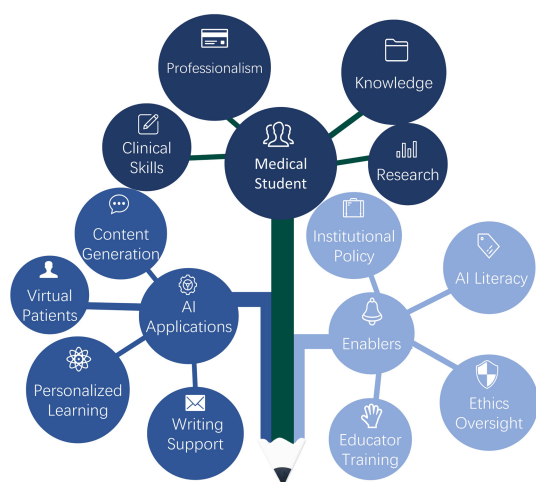 Professionalism
Knowledge
Clinical
Skills
Medical
Student
Research
Content
Generation
Institutional
Policy
AI Literacy
Virtual
Patients
AI
Applications
Enablers
Personalized
Learning
Writing
Support
Educator
Training
Ethics
Oversight